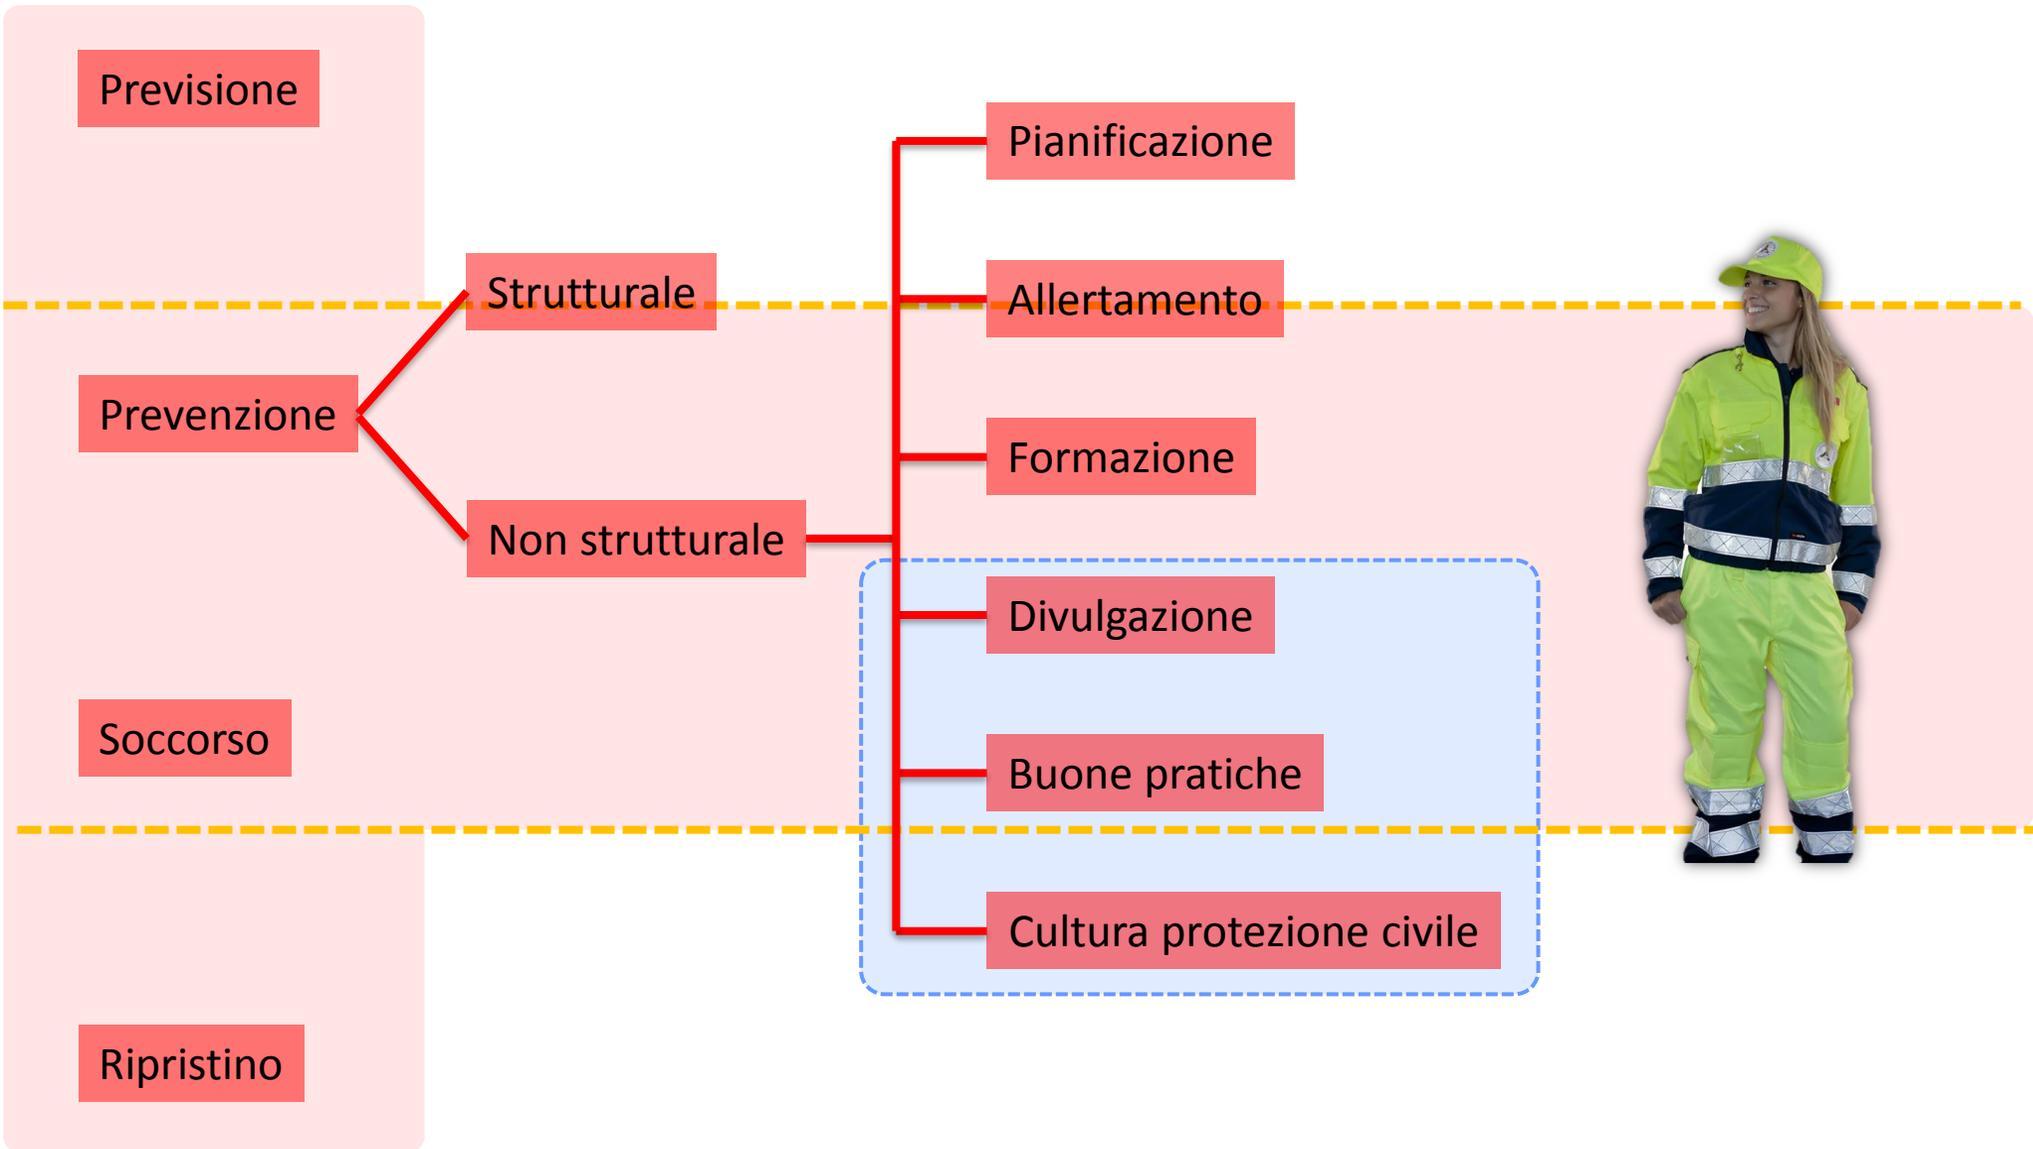 Previsione
Prevenzione
Soccorso
Ripristino
Strutturale
Non strutturale
Pianificazione
Allertamento
Formazione
Divulgazione
Buone pratiche
Cultura protezione civile